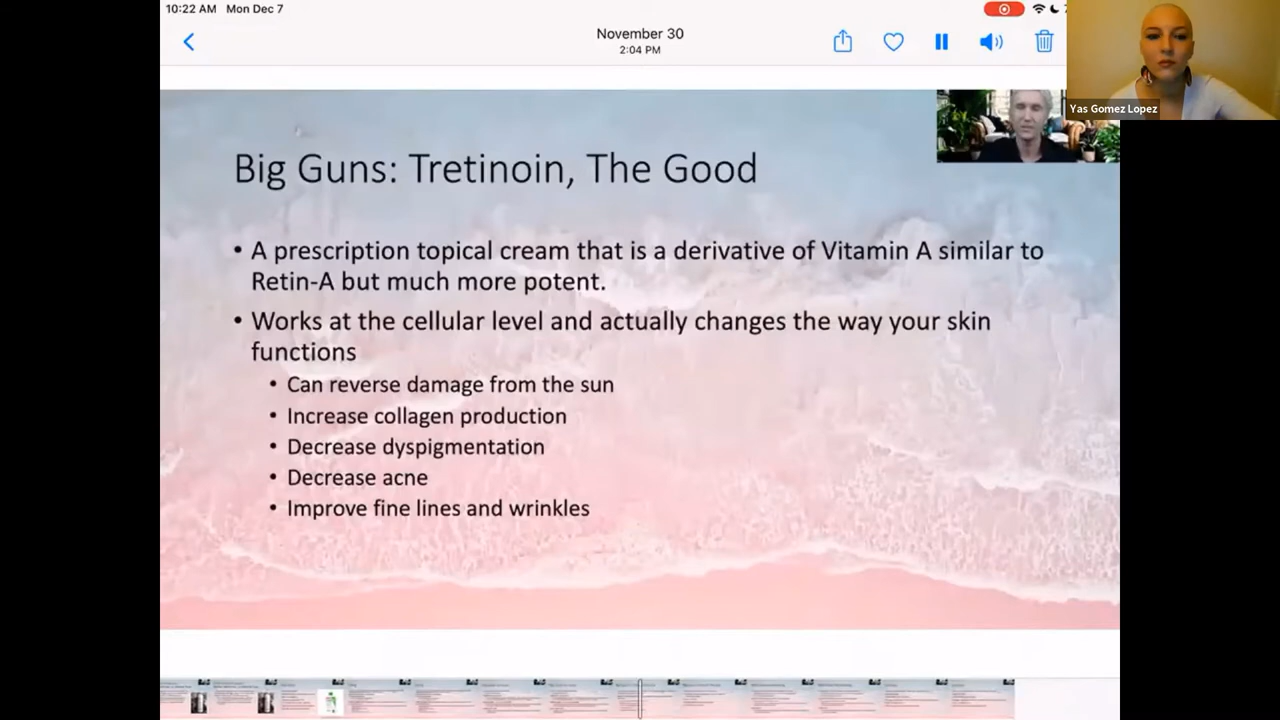 10:22 AM Mon Dec 7
November 30
2:04 PM
Yas Gomez Lopez
Big Guns: Tretinoin, The Good
• A prescription topical cream that is a derivative of Vitamin A similar to
Retin-A but much more potent.
• Works at the cellular level and actually changes the way your skin
functions
• Can reverse damage from the sun
• Increase collagen production
• Decrease dyspigmentation
• Decrease acne
• Improve fine lines and wrinkles